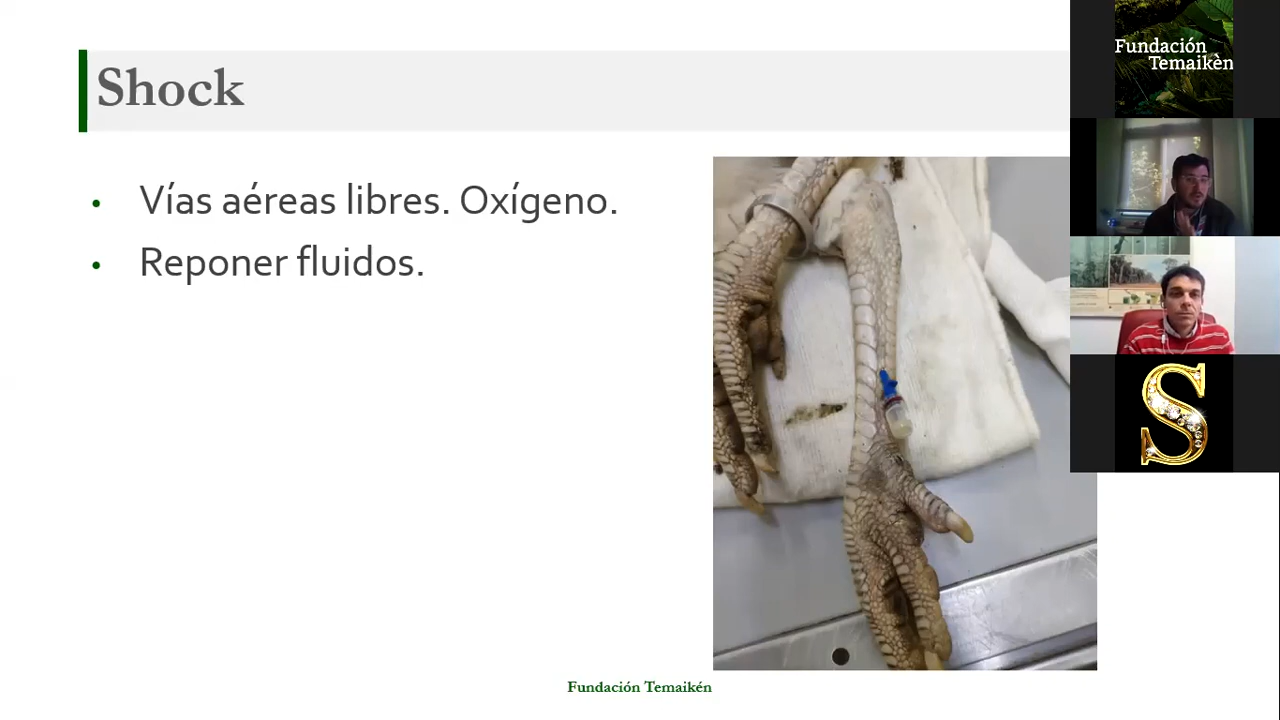 Shock
• Vías aéreas libres. Oxígeno.
• Reponer fluidos.
Fundación Temaikén
Fundación
Temaikèn
S